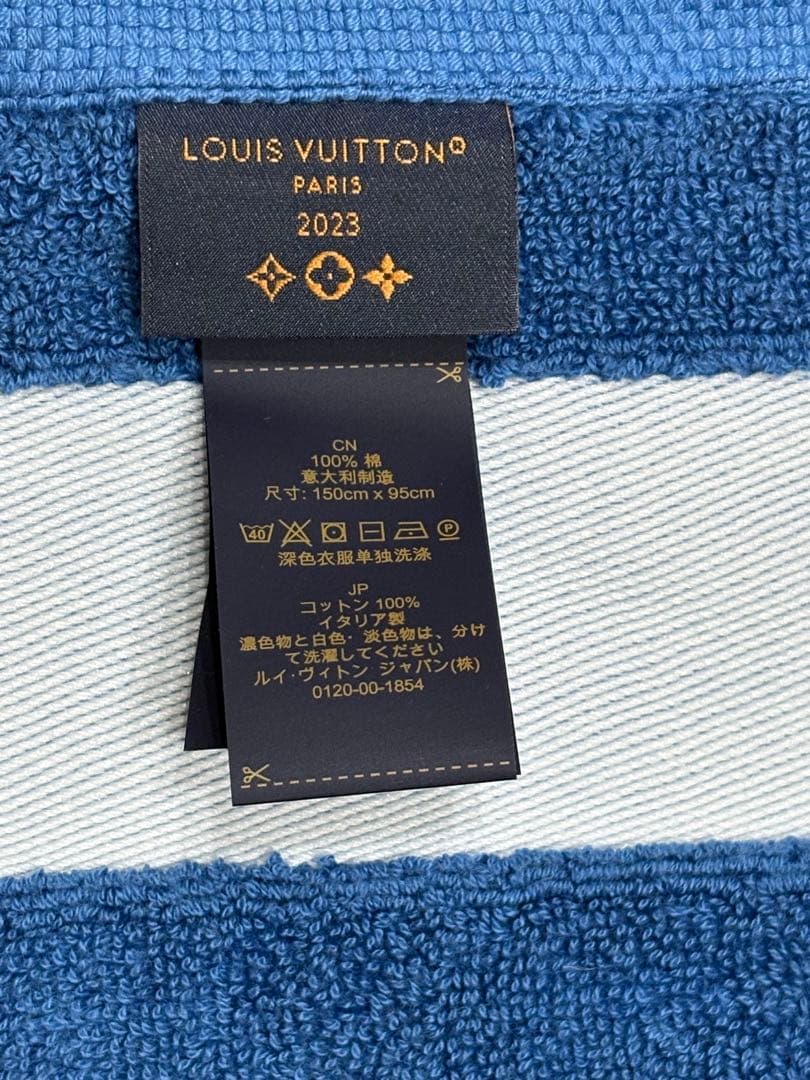 LOUIS VUITTON®
PARIS
2023
CN
100% 棉
意大利制造
尺寸: 150cm x 95cm
40 P
深色衣服单独洗涤
JP
コットン 100%
イタリア製
濃色物と白色・淡色物は、分け
て洗濯してください
ルイ・ヴィトン ジャパン(株)
0120-00-1854